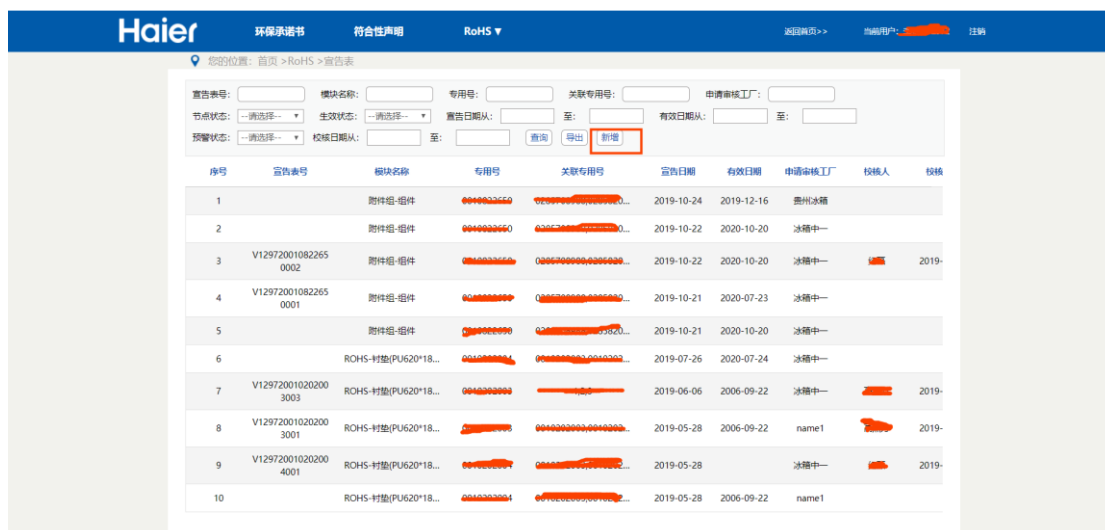 Haier 环保承诺书 符合性声明 RoHS ▼ 返回首页>> 当前用户: 注销
您的位置: 首页 >RoHS >宣告表
宣告表号: 模块名称: 专用号: 关联专用号: 申请审核工厂:
节点状态: --请选择-- ▼ 生效状态: --请选择-- ▼ 宣告日期从: 至: 有效日期从: 至:
预警状态: --请选择-- ▼ 校核日期从: 至: 查询 导出 新增
序号 宣告表号 模块名称 专用号 关联专用号 宣告日期 有效日期 申请审核工厂 校核人 校核
1 附件组-组件 2019-10-24 2019-12-16 贵州冰箱
2 附件组-组件 2019-10-22 2020-10-20 冰箱中一
3 V12972001082265
0002 附件组-组件 2019-10-22 2020-10-20 冰箱中一 2019-
4 V12972001082265
0001 附件组-组件 2019-10-21 2020-07-23 冰箱中一
5 附件组-组件 2019-10-21 2020-10-20 冰箱中一
6 ROHS-衬垫(PU620*18... 2019-07-26 2020-07-24 冰箱中一
7 V12972001020200
3003 ROHS-衬垫(PU620*18... 2019-06-06 2006-09-22 冰箱中一 2019-
8 V12972001020200
3001 ROHS-衬垫(PU620*18... 2019-05-28 2006-09-22 name1 2019-
9 V12972001020200
4001 ROHS-衬垫(PU620*18... 2019-05-28 冰箱中一 2019-
10 ROHS-衬垫(PU620*18... 2019-05-28 2006-09-22 name1